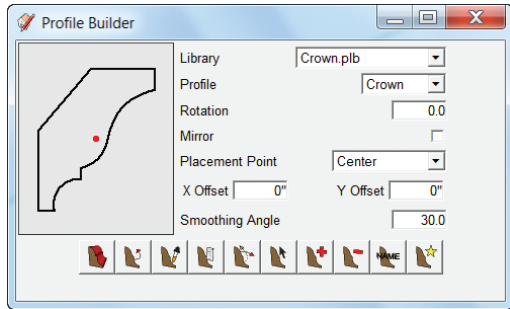 Profile Builder
Library Crown.plb
Profile Crown
Rotation 0.0
Mirror
Placement Point Center
X Offset 0" Y Offset 0"
Smoothing Angle 30.0
NAME